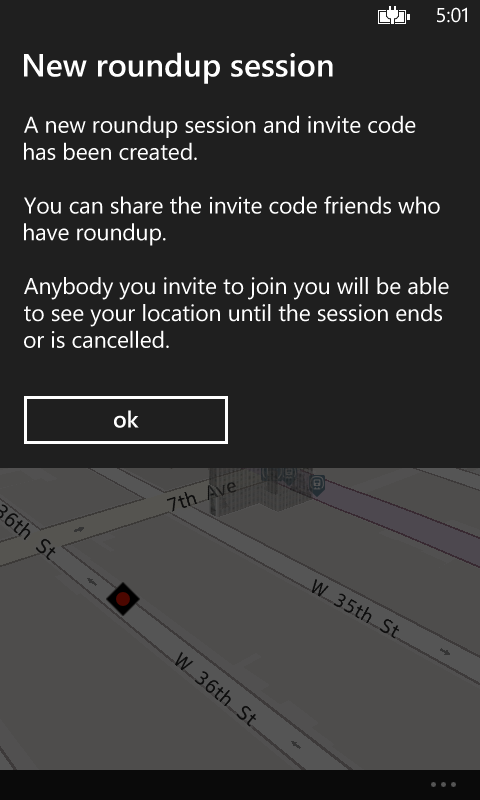 5:01
New roundup session
A new roundup session and invite code
has been created.
You can share the invite code friends who
have roundup.
Anybody you invite to join you will be able
to see your location until the session ends
or is cancelled.
ok
7th Ave
36th St
W 35th St
W 36th St